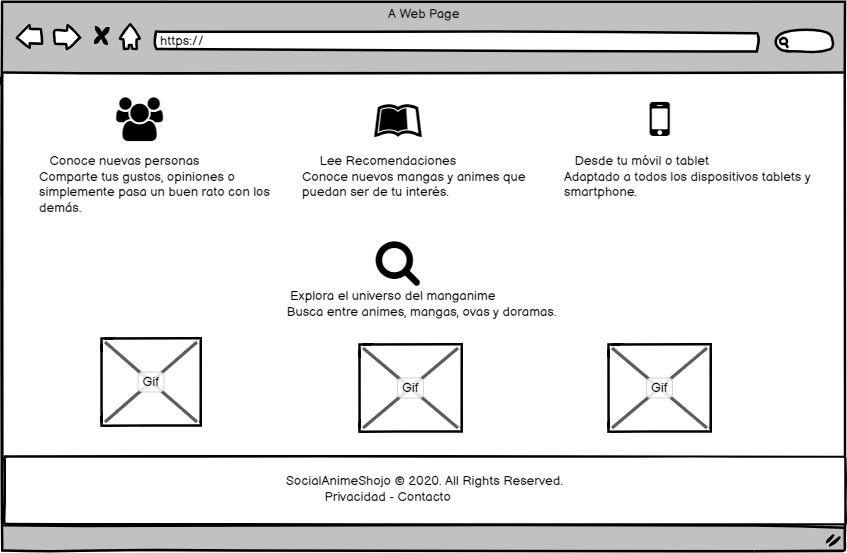 A Web Page
https://
Conoce nuevas personas
Comparte tus gustos, opiniones o
simplemente pasa un buen rato con los
demás.
Lee Recomendaciones
Conoce nuevos mangas y animes que
puedan ser de tu interés.
Desde tu móvil o tablet
Adaptado a todos los dispositivos tablets y
smartphone.
Explora el universo del manganime
Busca entre animes, mangas, ovas y doramas.
Gif
Gif
Gif
SocialAnimeShojo © 2020. All Rights Reserved.
Privacidad - Contacto